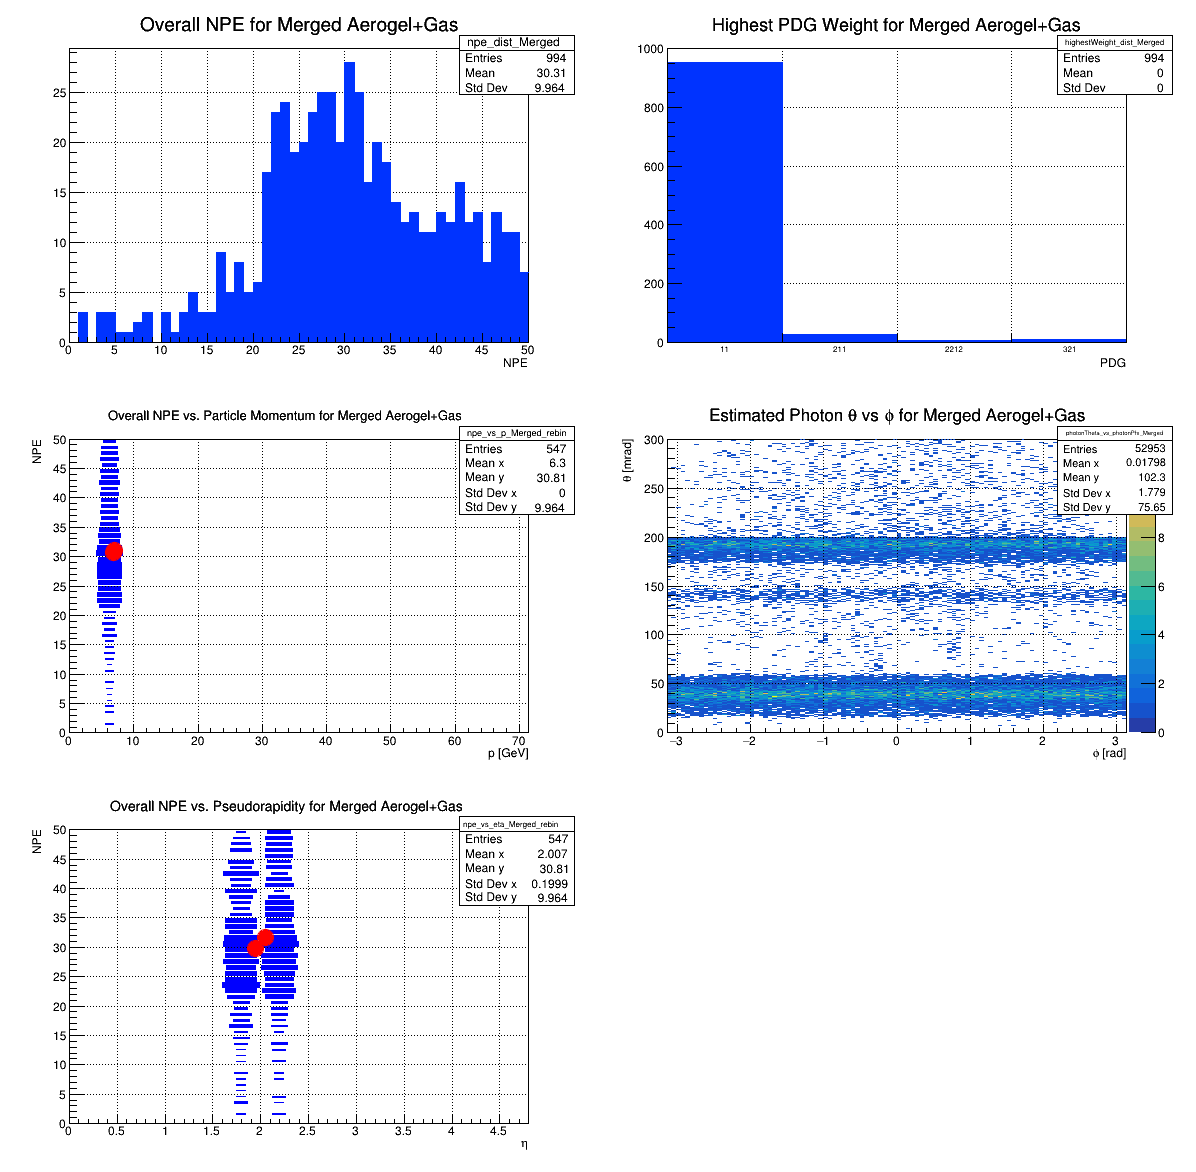 Overall NPE for Merged Aerogel+Gas
npe_dist_Merged
Entries 994
Mean 30.31
Std Dev 9.964
25
20
15
10
5
0
0 5 10 15 20 25 30 35 40 45 50
NPE
Highest PDG Weight for Merged Aerogel+Gas
highestWeight_dist_Merged
Entries 994
Mean 0
Std Dev 0
1000
800
600
400
200
0
11 211 2212 321
PDG
Overall NPE vs. Particle Momentum for Merged Aerogel+Gas
npe_vs_p_Merged_rebin
Entries 547
Mean x 6.3
Mean y 30.81
Std Dev x 0
Std Dev y 9.964
NPE
50
45
40
35
30
25
20
15
10
5
0
0 10 20 30 40 50 60 70
p [GeV]
Estimated Photon θ vs ϕ for Merged Aerogel+Gas
photonTheta_vs_photonPhi_Merged
Entries 52953
Mean x 0.01798
Mean y 102.3
Std Dev x 1.779
Std Dev y 75.65
θ [mrad]
300
250
200
150
100
50
0
−3 −2 −1 0 1 2 3
ϕ [rad]
8
6
4
2
0
Overall NPE vs. Pseudorapidity for Merged Aerogel+Gas
npe_vs_eta_Merged_rebin
Entries 547
Mean x 2.007
Mean y 30.81
Std Dev x 0.1999
Std Dev y 9.964
NPE
50
45
40
35
30
25
20
15
10
5
0
0 0.5 1 1.5 2 2.5 3 3.5 4 4.5
η